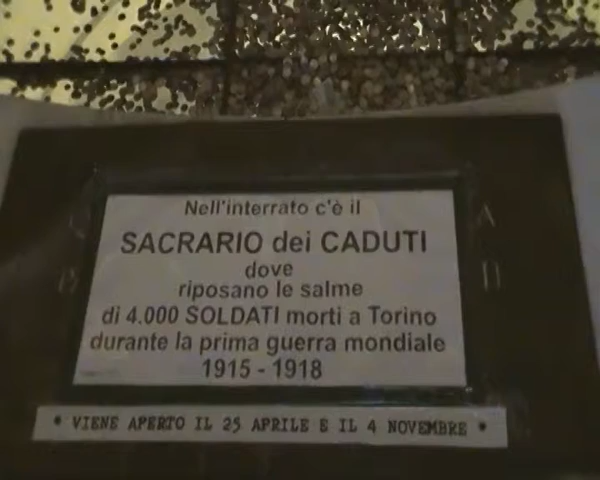 Nell'interrato c'è il
SACRARIO dei CADUTI
dove
riposano le salme
di 4.000 SOLDATI morti a Torino
durante la prima guerra mondiale
1915 - 1918
* VIENE APERTO IL 25 APRILE E IL 4 NOVEMBRE *